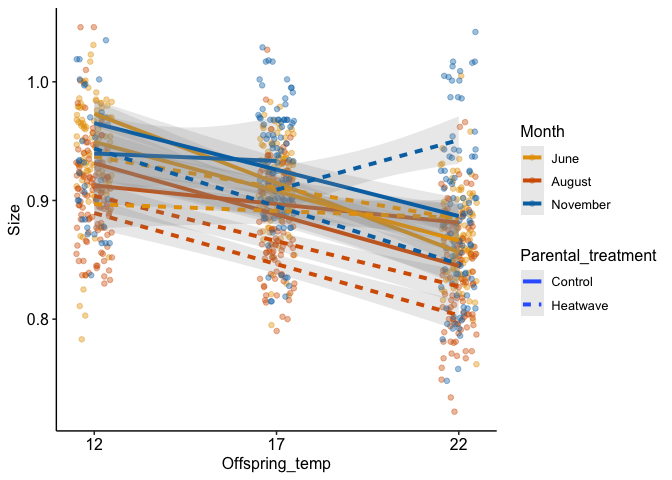 1.0
0.9
0.8
Size
12
17
22
Offspring_temp
Month
June
August
November
Parental_treatment
Control
Heatwave